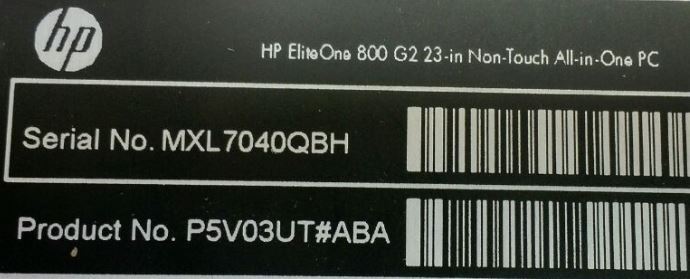 hp
HP EliteOne 800 G2 23-in Non-Touch All-in-One PC
Serial No. MXL7040QBH
Product No. P5V03UT#ABA